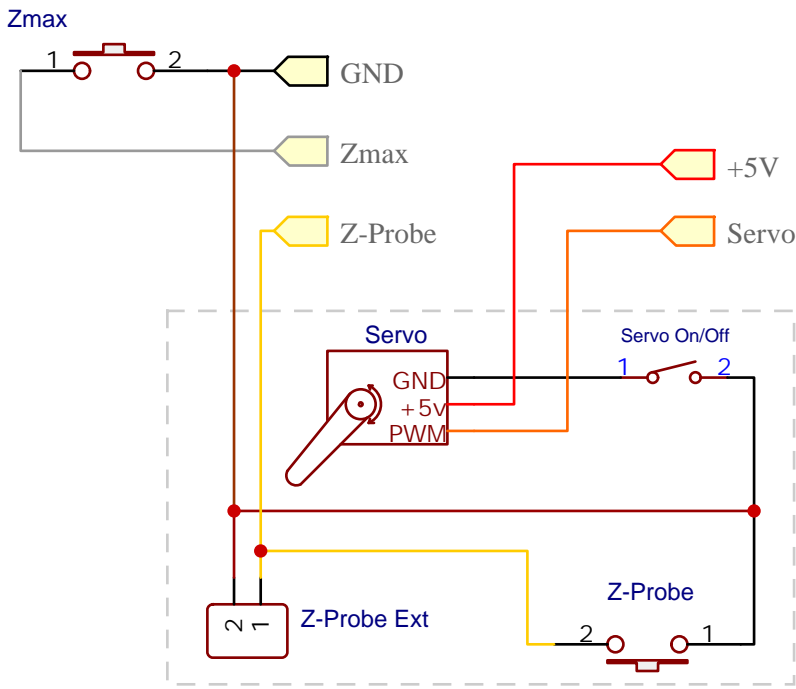 Zmax
1 2
GND
Zmax
+5V
Z-Probe
Servo
Servo
Servo On/Off
1 2
GND
+5v
PWM
Z-Probe
2 1
Z-Probe Ext
2 1